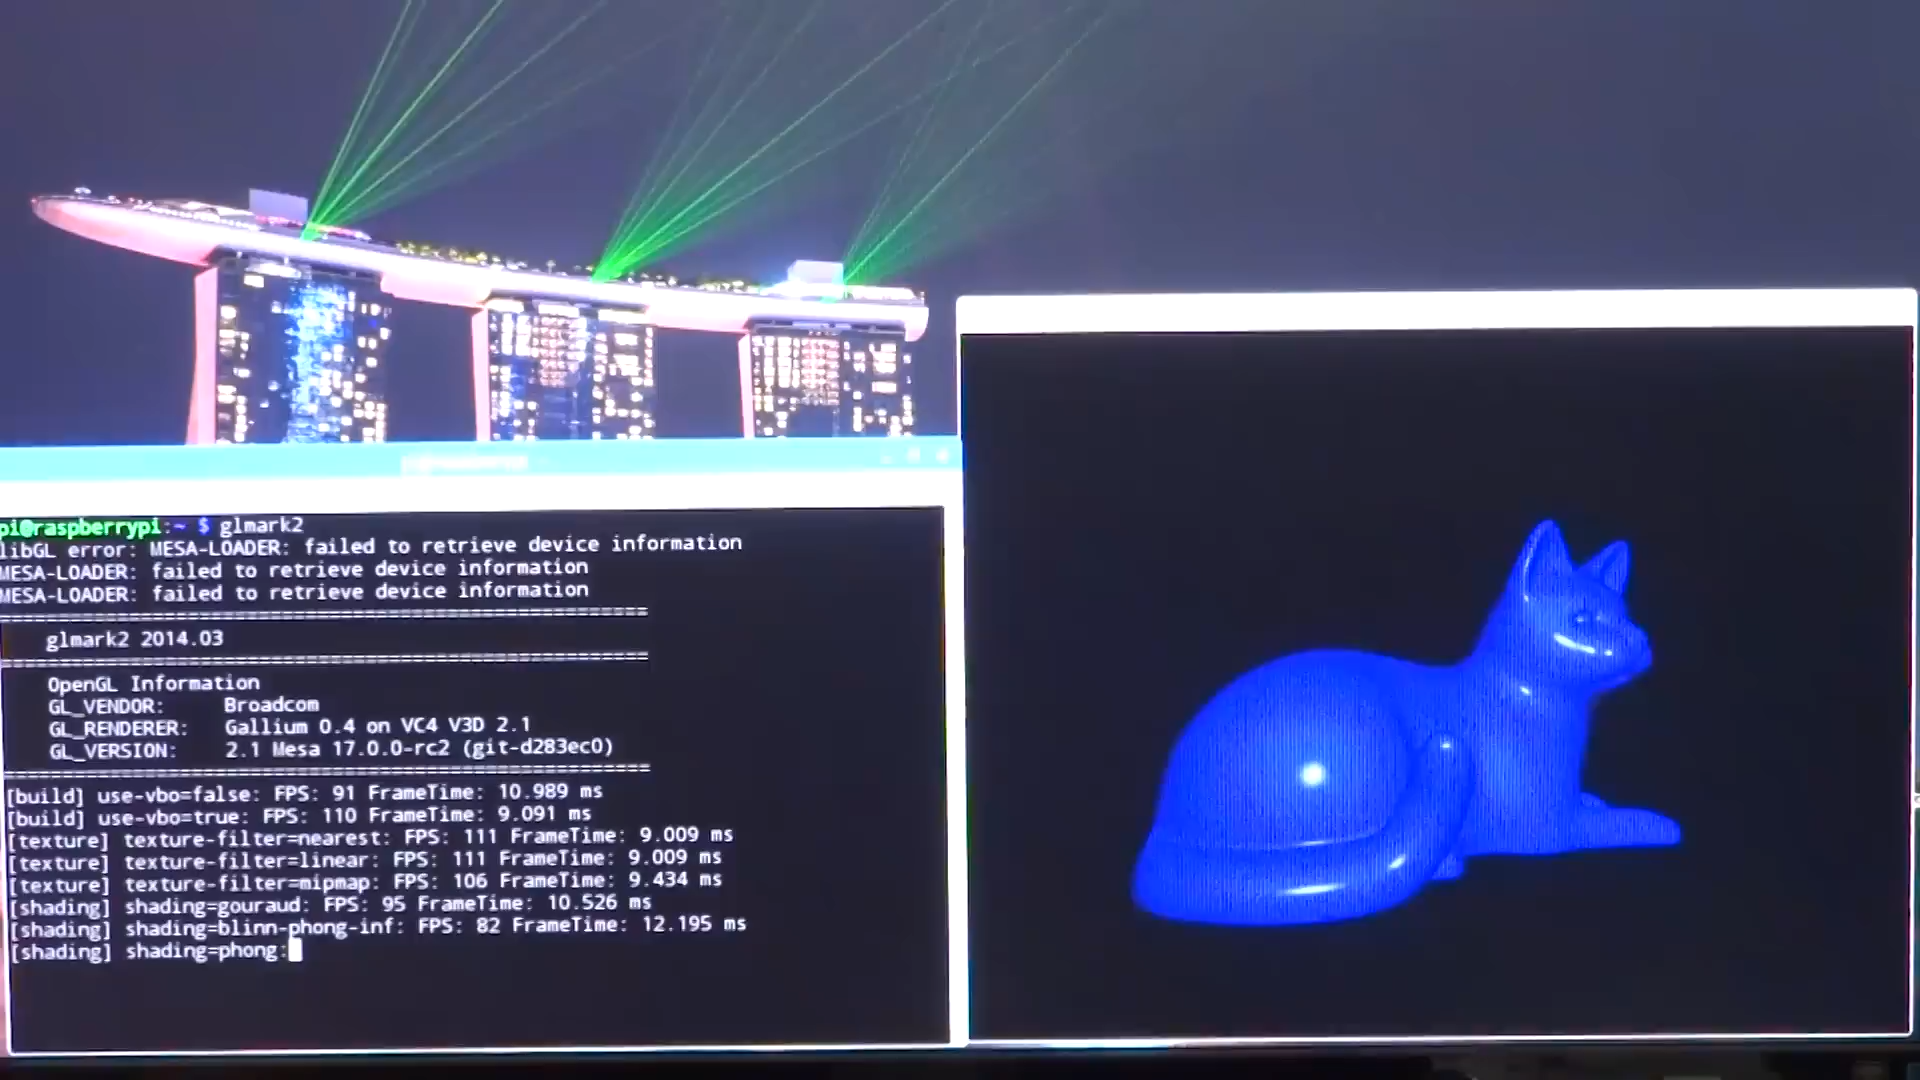 pi@raspberrypi:~ $ glmark2
libGL error: MESA-LOADER: failed to retrieve device information
MESA-LOADER: failed to retrieve device information
MESA-LOADER: failed to retrieve device information
=======================================================
glmark2 2014.03
=======================================================
OpenGL Information
GL_VENDOR: Broadcom
GL_RENDERER: Gallium 0.4 on VC4 V3D 2.1
GL_VERSION: 2.1 Mesa 17.0.0-rc2 (git-d283ec0)
=======================================================
[build] use-vbo=false: FPS: 91 FrameTime: 10.989 ms
[build] use-vbo=true: FPS: 110 FrameTime: 9.091 ms
[texture] texture-filter=nearest: FPS: 111 FrameTime: 9.009 ms
[texture] texture-filter=linear: FPS: 111 FrameTime: 9.009 ms
[texture] texture-filter=mipmap: FPS: 106 FrameTime: 9.434 ms
[shading] shading=gouraud: FPS: 95 FrameTime: 10.526 ms
[shading] shading=blinn-phong-inf: FPS: 82 FrameTime: 12.195 ms
[shading] shading=phong: